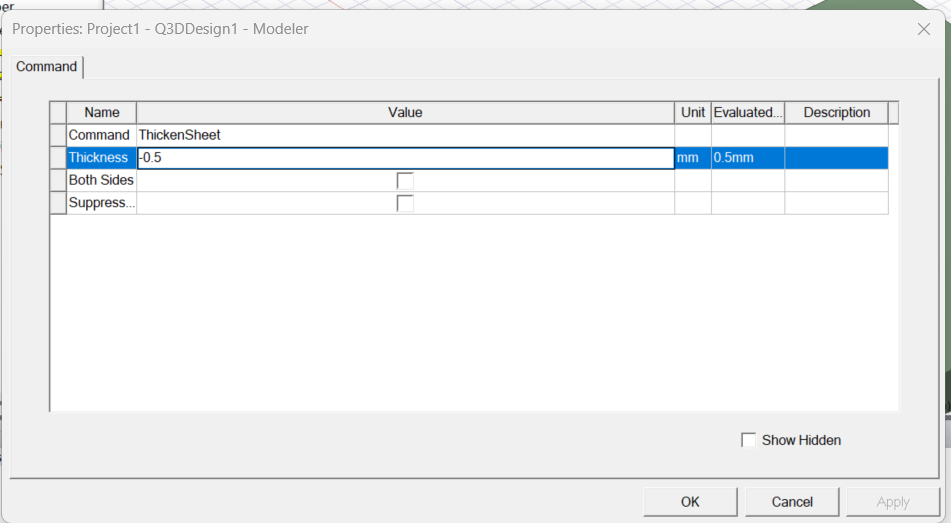 per
Properties: Project1 - Q3DDesign1 - Modeler
Command
Name Value Unit Evaluated... Description
Command ThickenSheet
Thickness -0.5 mm 0.5mm
Both Sides
Suppress...
Show Hidden
OK Cancel Apply